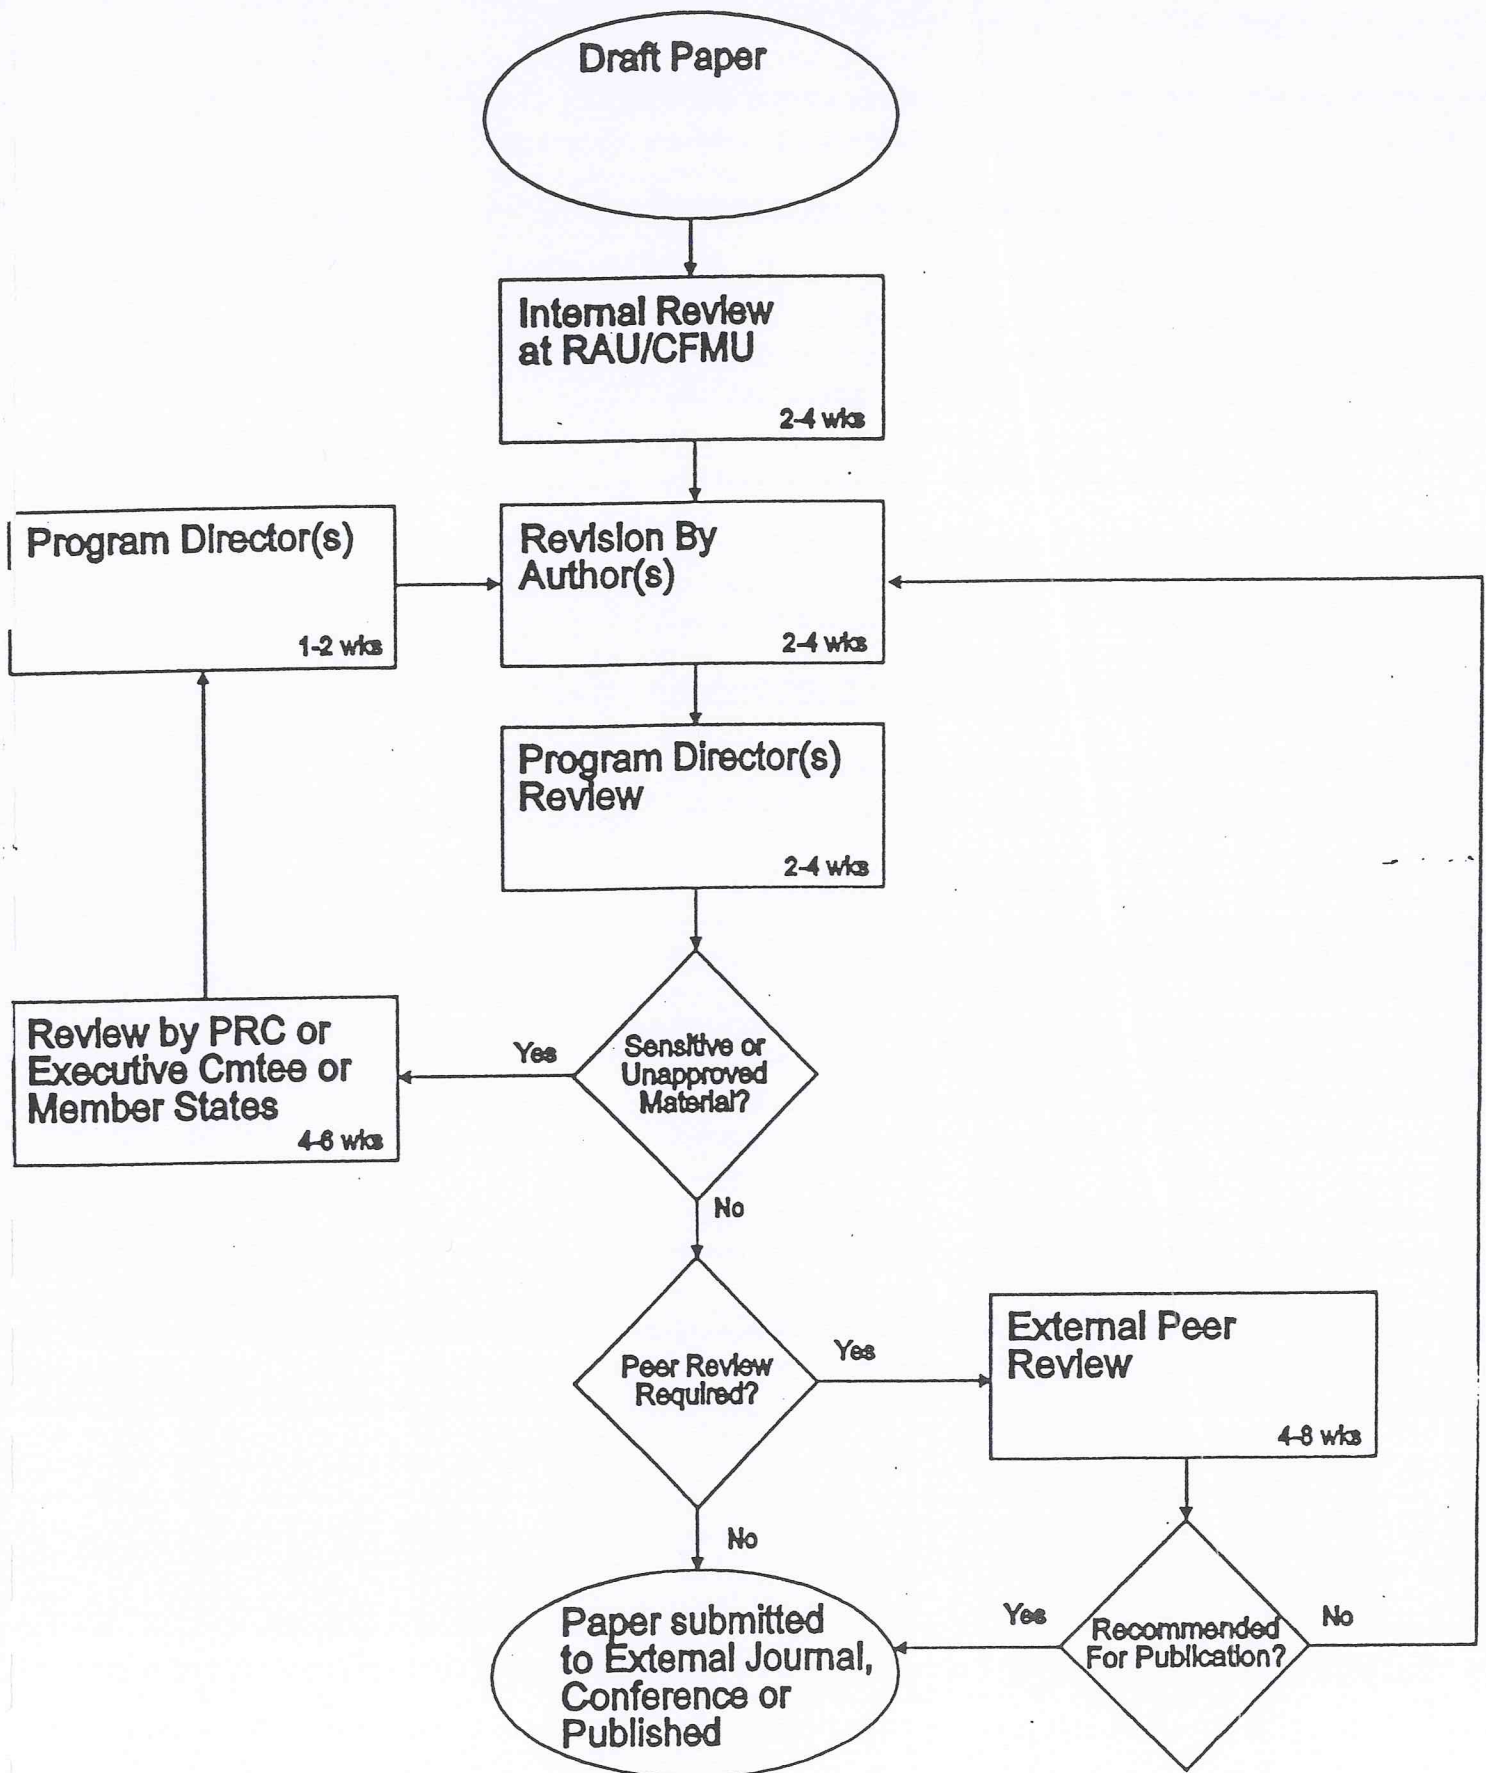 Draft Paper
Internal Review
at RAU/CFMU
2-4 wks
Program Director(s)
1-2 wks
Revision By
Author(s)
2-4 wks
Program Director(s)
Review
2-4 wks
Review by PRC or
Executive Cmtee or
Member States
4-6 wks
Yes
Sensitive or
Unapproved
Material?
No
Peer Review
Required?
Yes
External Peer
Review
4-8 wks
No
Paper submitted
to External Journal,
Conference or
Published
Yes
Recommended
For Publication?
No